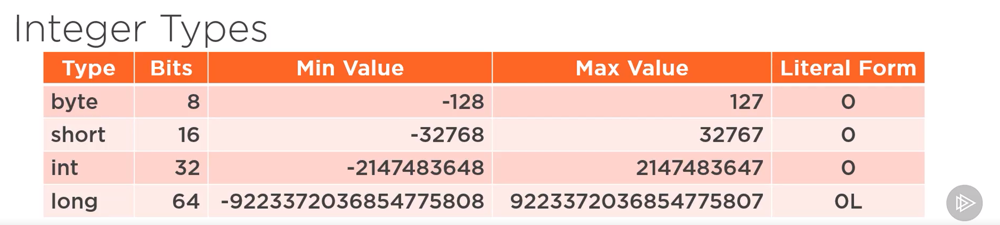 Integer Types
Type Bits Min Value Max Value Literal Form
byte 8 -128 127 0
short 16 -32768 32767 0
int 32 -2147483648 2147483647 0
long 64 -9223372036854775808 9223372036854775807 0L